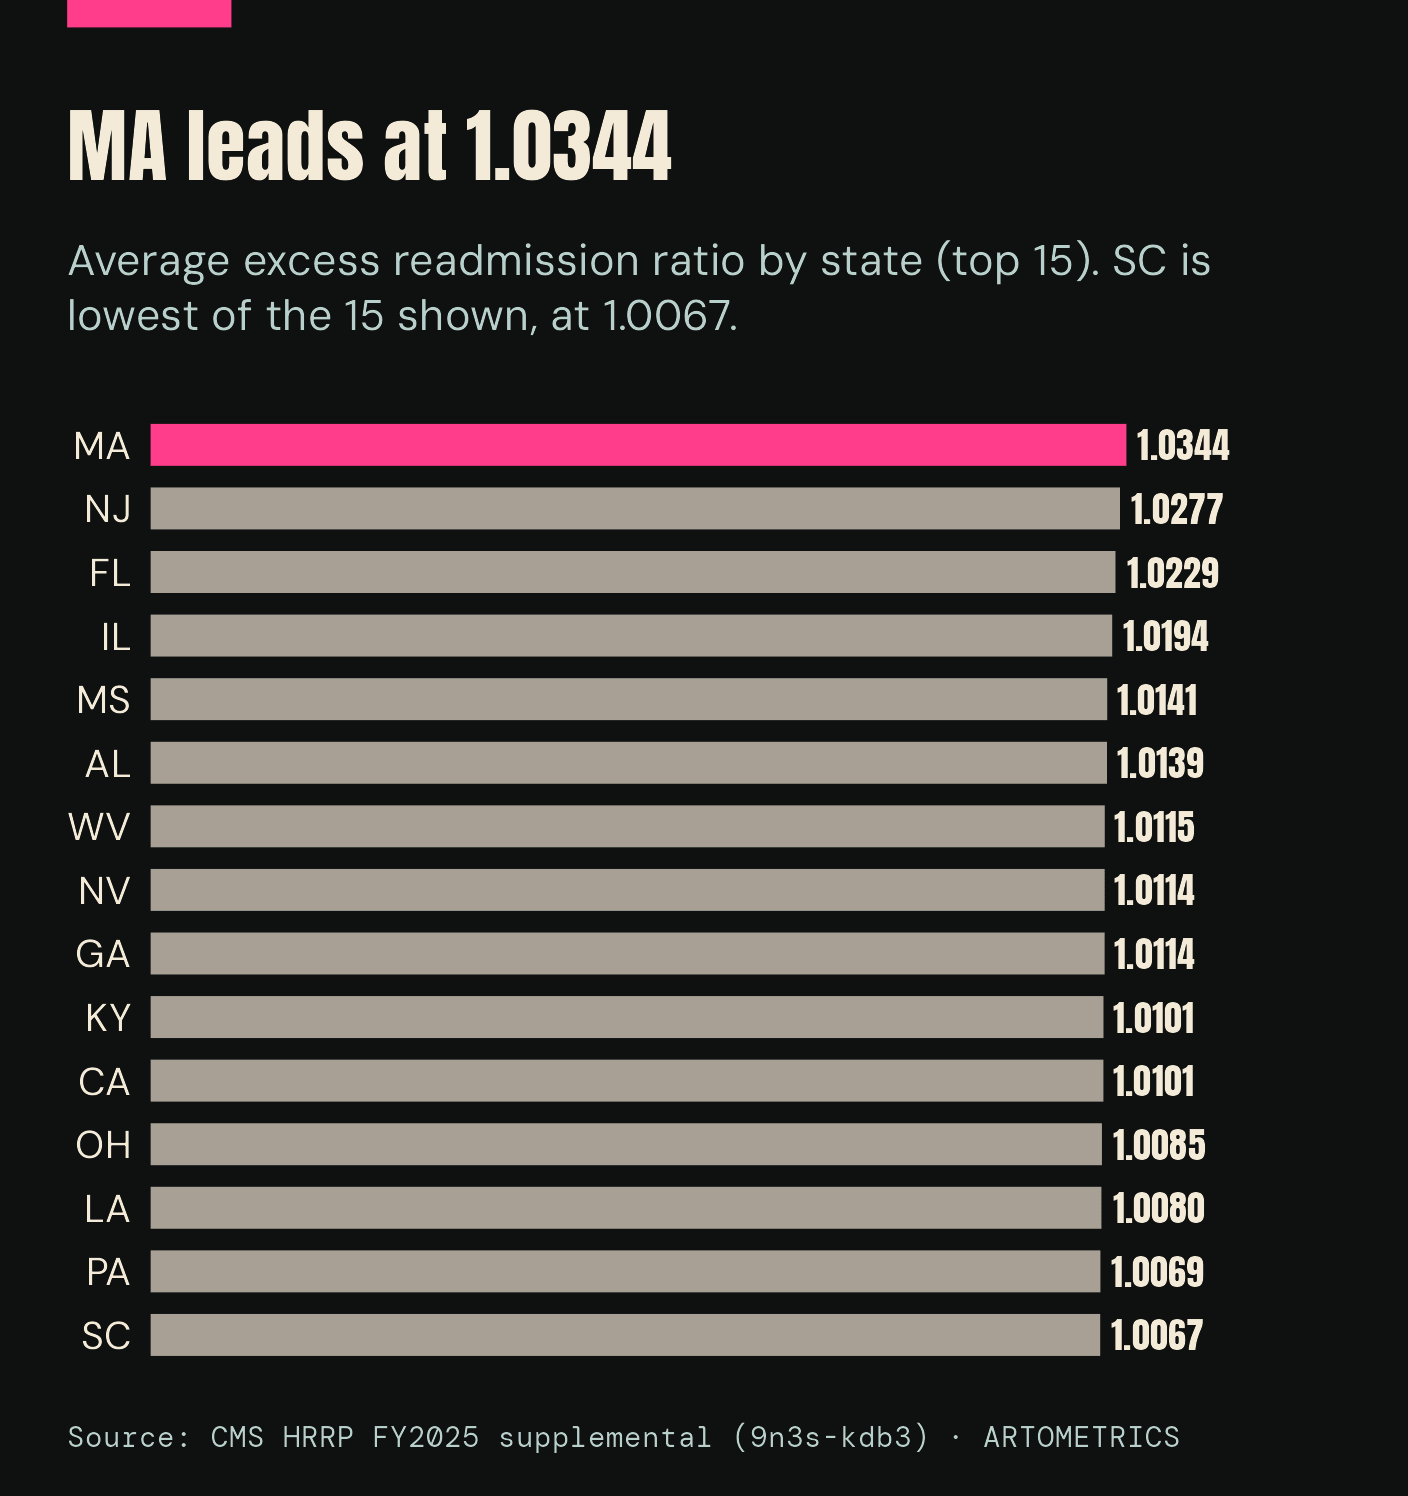 MA leads at 1.0344
Average excess readmission ratio by state (top 15). SC is
lowest of the 15 shown, at 1.0067.
MA 1.0344
NJ 1.0277
FL 1.0229
IL 1.0194
MS 1.0141
AL 1.0139
WV 1.0115
NV 1.0114
GA 1.0114
KY 1.0101
CA 1.0101
OH 1.0085
LA 1.0080
PA 1.0069
SC 1.0067
Source: CMS HRRP FY2025 supplemental (9n3s-kdb3) · ARTOMETRICS